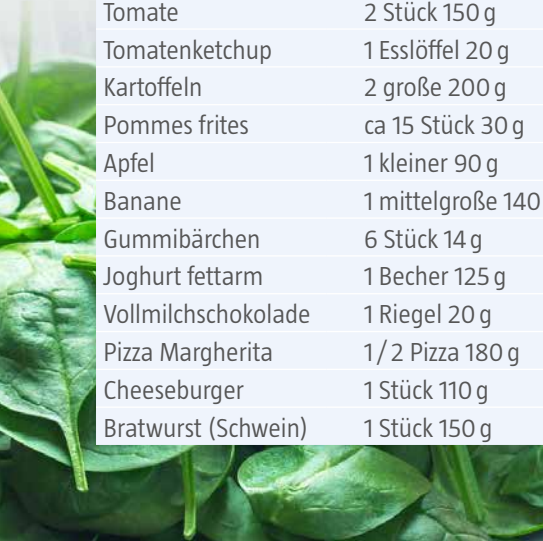 Tomate 2 Stück 150 g
Tomatenketchup 1 Esslöffel 20 g
Kartoffeln 2 große 200 g
Pommes frites ca 15 Stück 30 g
Apfel 1 kleiner 90 g
Banane 1 mittelgroße 140
Gummibärchen 6 Stück 14 g
Joghurt fettarm 1 Becher 125 g
Vollmilchschokolade 1 Riegel 20 g
Pizza Margherita 1 / 2 Pizza 180 g
Cheeseburger 1 Stück 110 g
Bratwurst (Schwein) 1 Stück 150 g